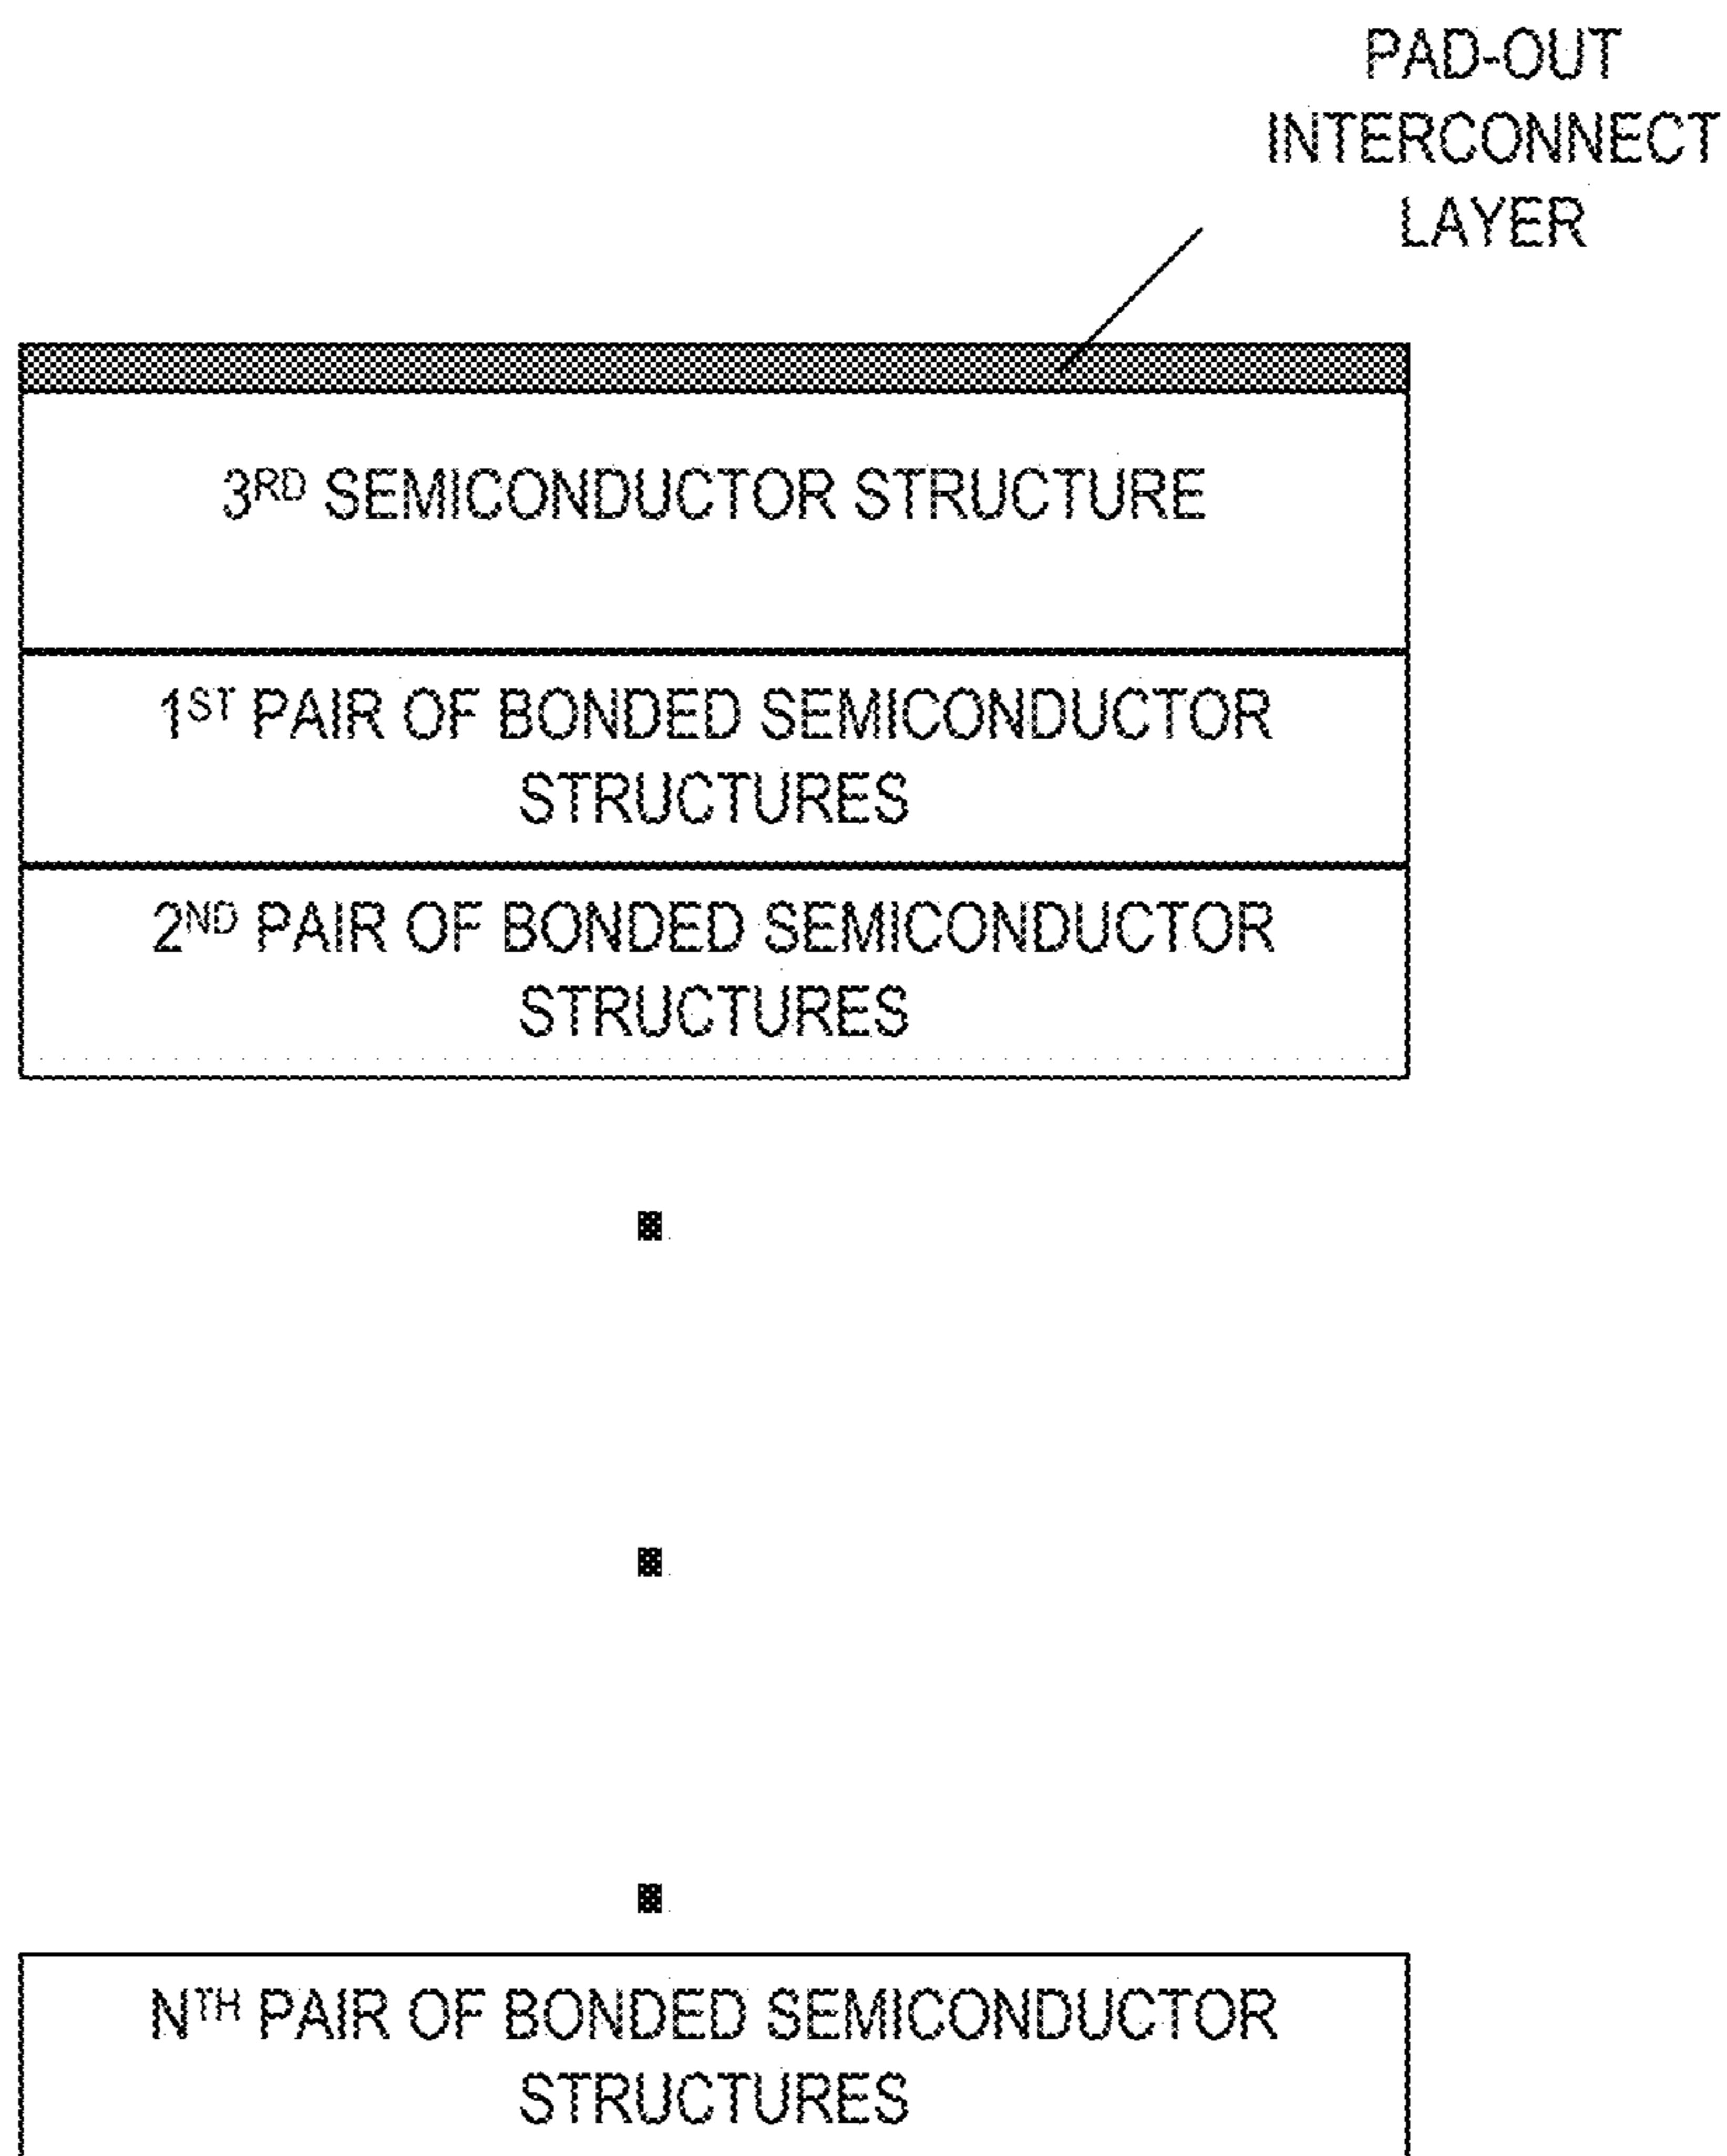 PAD-OUT
INTERCONNECT
LAYER
3RD SEMICONDUCTOR STRUCTURE
1ST PAIR OF BONDED SEMICONDUCTOR
STRUCTURES
2ND PAIR OF BONDED SEMICONDUCTOR
STRUCTURES
NTH PAIR OF BONDED SEMICONDUCTOR
STRUCTURES